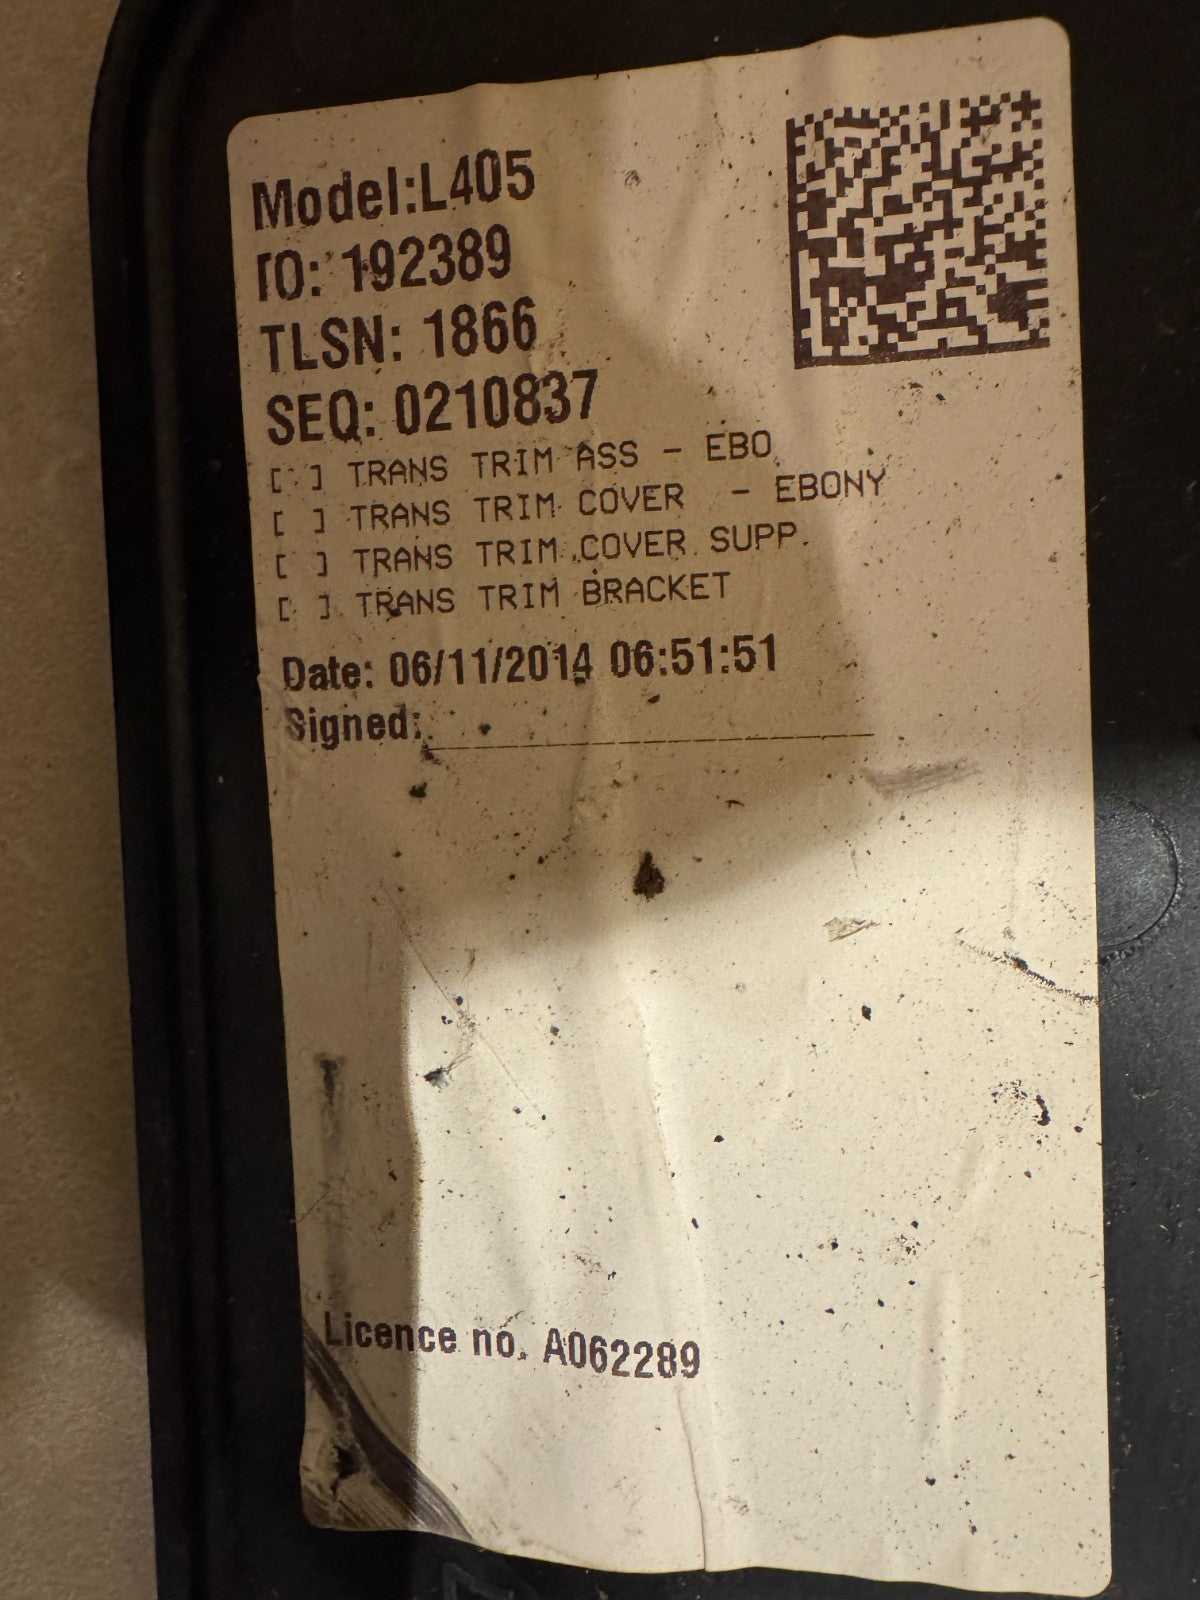 Model:L405
TO: 192389
TLSN: 1866
SEQ: 0210837
[ ] TRANS TRIM ASS - EBO
[ ] TRANS TRIM COVER - EBONY
[ ] TRANS TRIM COVER SUPP.
[ ] TRANS TRIM BRACKET
Date: 06/11/2014 06:51:51
Signed:
Licence no. A062289